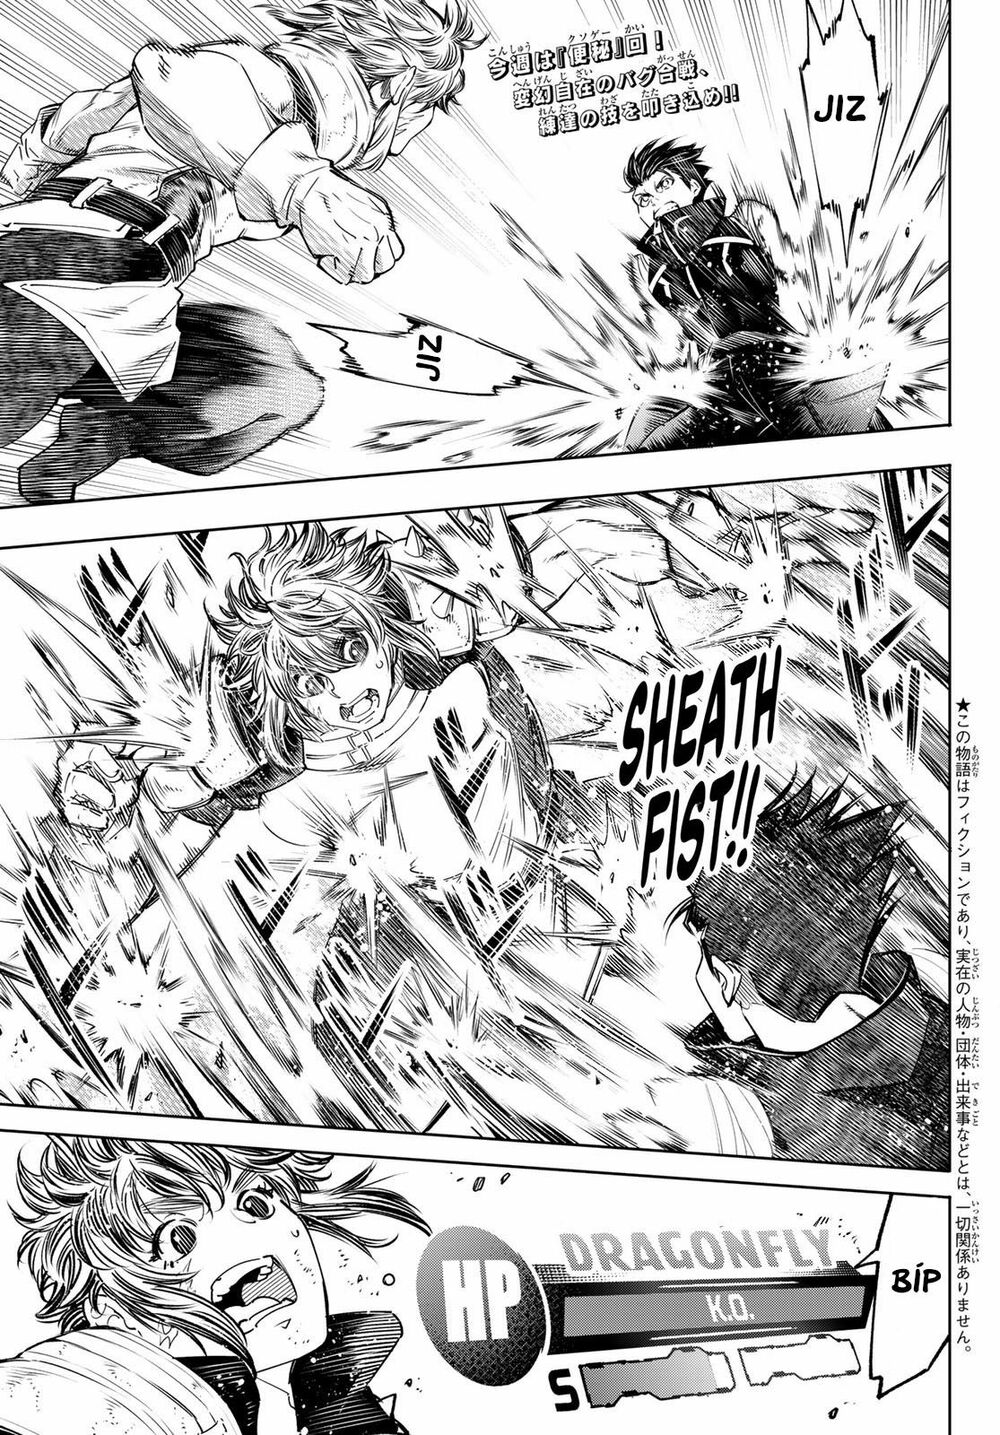 今週は『便秘』回！
変幻自在のバグ合戦、
練達の技を叩き込め!!
JIZ
JIZ
SHEATH
FIST!!
★この物語はフィクションであり、実在の人物・団体・出来事などとは、一切関係ありません。
DRAGONFLY
HP
K.O.
S
BÍP